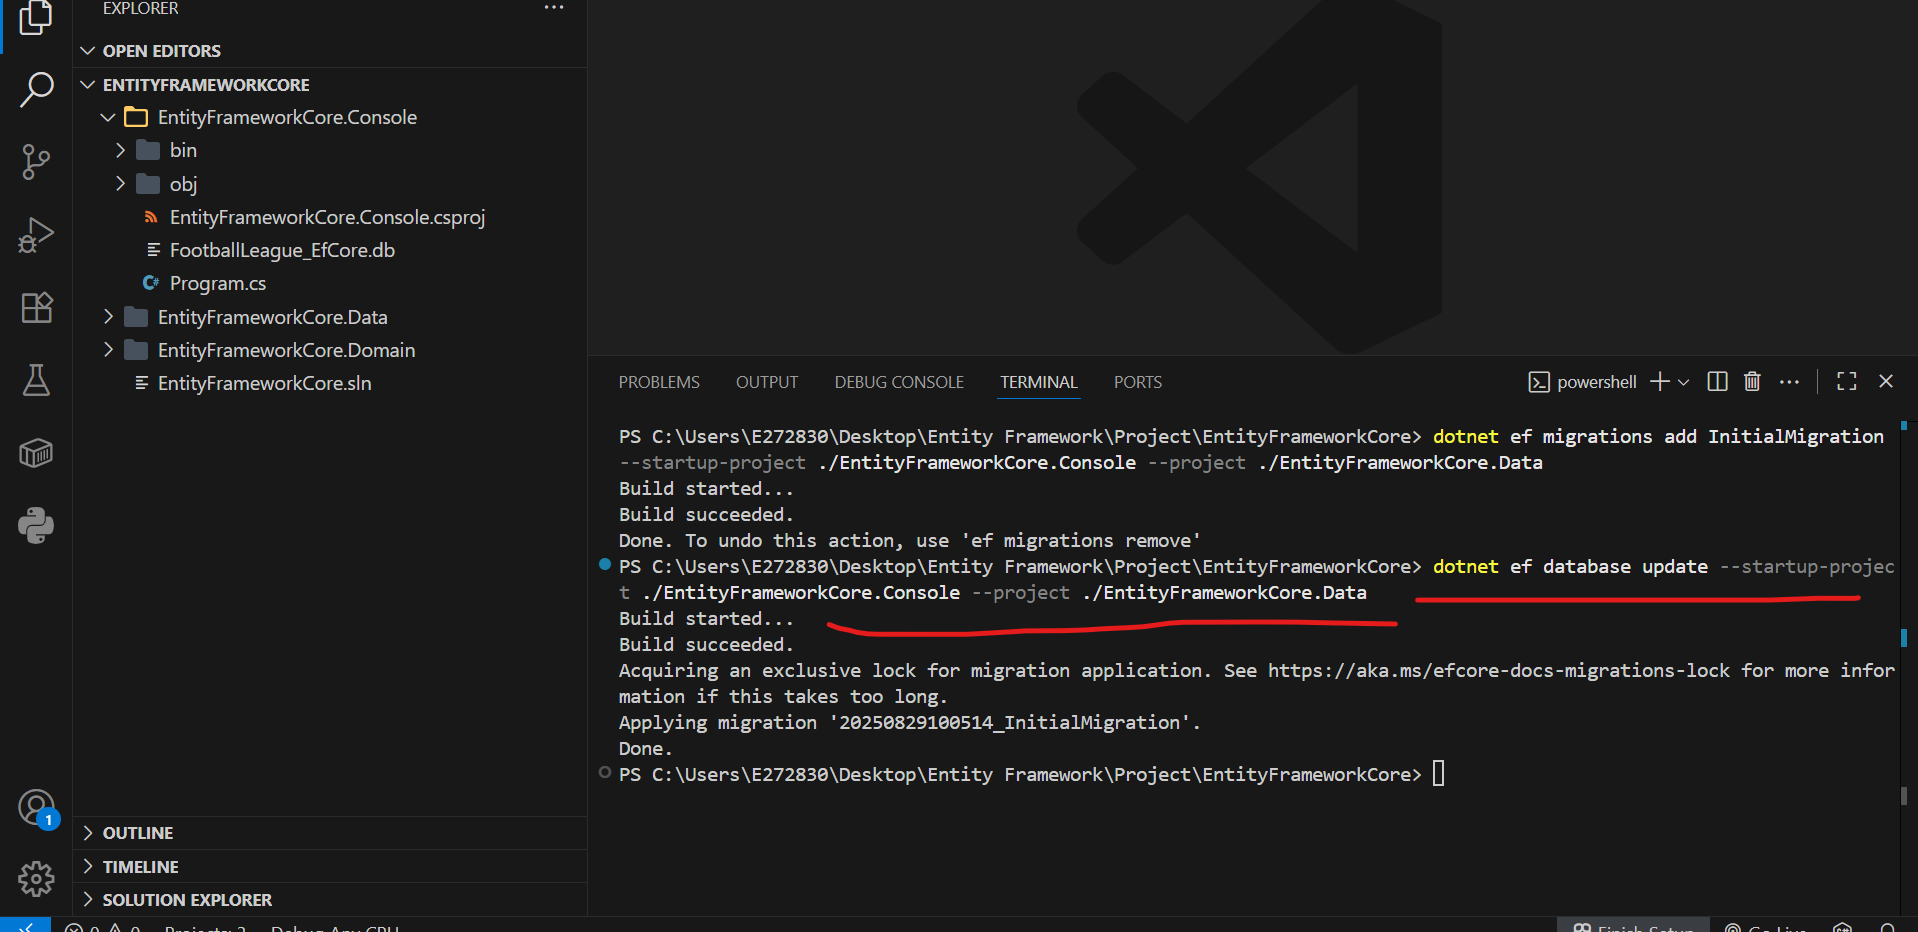 EXPLORER
OPEN EDITORS
ENTITYFRAMEWORKCORE
EntityFrameworkCore.Console
bin
obj
EntityFrameworkCore.Console.csproj
FootballLeague_EfCore.db
Program.cs
EntityFrameworkCore.Data
EntityFrameworkCore.Domain
EntityFrameworkCore.sln
OUTLINE
TIMELINE
SOLUTION EXPLORER
1
PROBLEMS OUTPUT DEBUG CONSOLE TERMINAL PORTS
powershell
PS C:\Users\E272830\Desktop\Entity Framework\Project\EntityFrameworkCore> dotnet ef migrations add InitialMigration
--startup-project ./EntityFrameworkCore.Console --project ./EntityFrameworkCore.Data
Build started...
Build succeeded.
Done. To undo this action, use 'ef migrations remove'
PS C:\Users\E272830\Desktop\Entity Framework\Project\EntityFrameworkCore> dotnet ef database update --startup-projec
t ./EntityFrameworkCore.Console --project ./EntityFrameworkCore.Data
Build started...
Build succeeded.
Acquiring an exclusive lock for migration application. See https://aka.ms/efcore-docs-migrations-lock for more infor
mation if this takes too long.
Applying migration '20250829100514_InitialMigration'.
Done.
PS C:\Users\E272830\Desktop\Entity Framework\Project\EntityFrameworkCore>
0 0 Projects: Debug Any CPU
Finish Setup Go Live